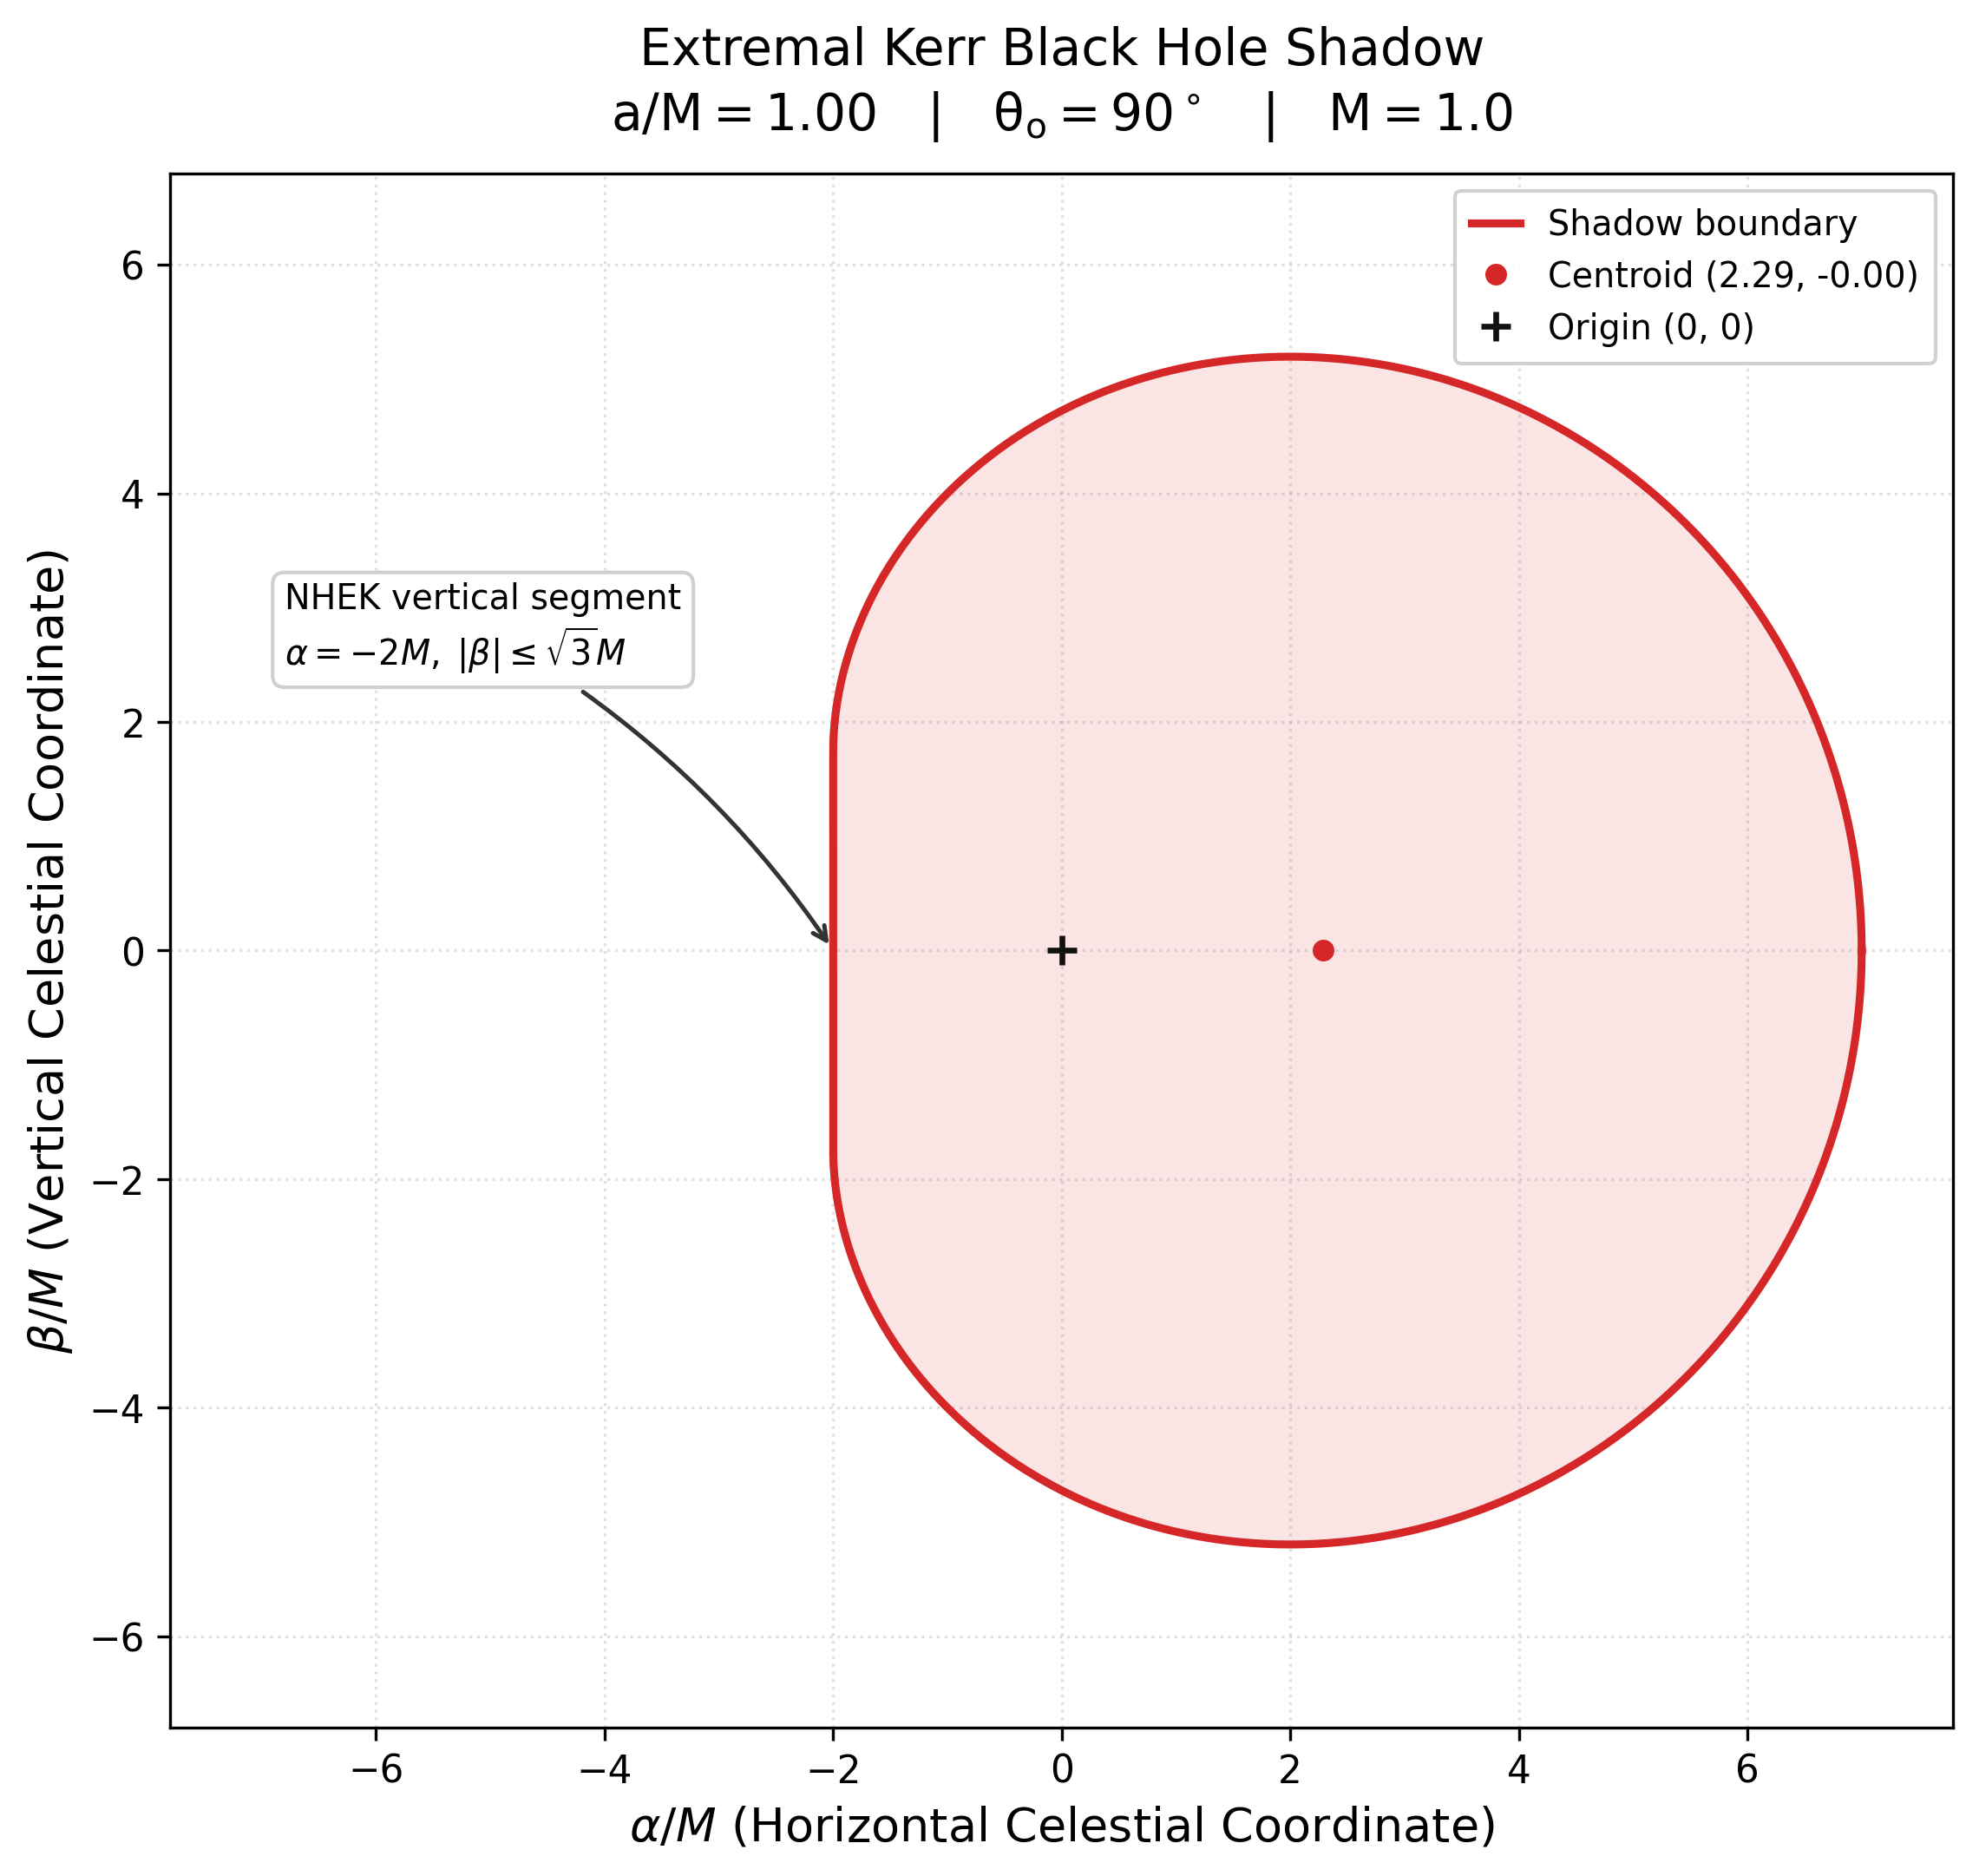 Extremal Kerr Black Hole Shadow
a/M = 1.00 | θₒ = 90° | M = 1.0
Shadow boundary
Centroid (2.29, -0.00)
Origin (0, 0)
NHEK vertical segment
α = −2M, |β| ≤ √3M
β/M (Vertical Celestial Coordinate)
6
4
2
0
−2
−4
−6
−6
−4
−2
0
2
4
6
α/M (Horizontal Celestial Coordinate)